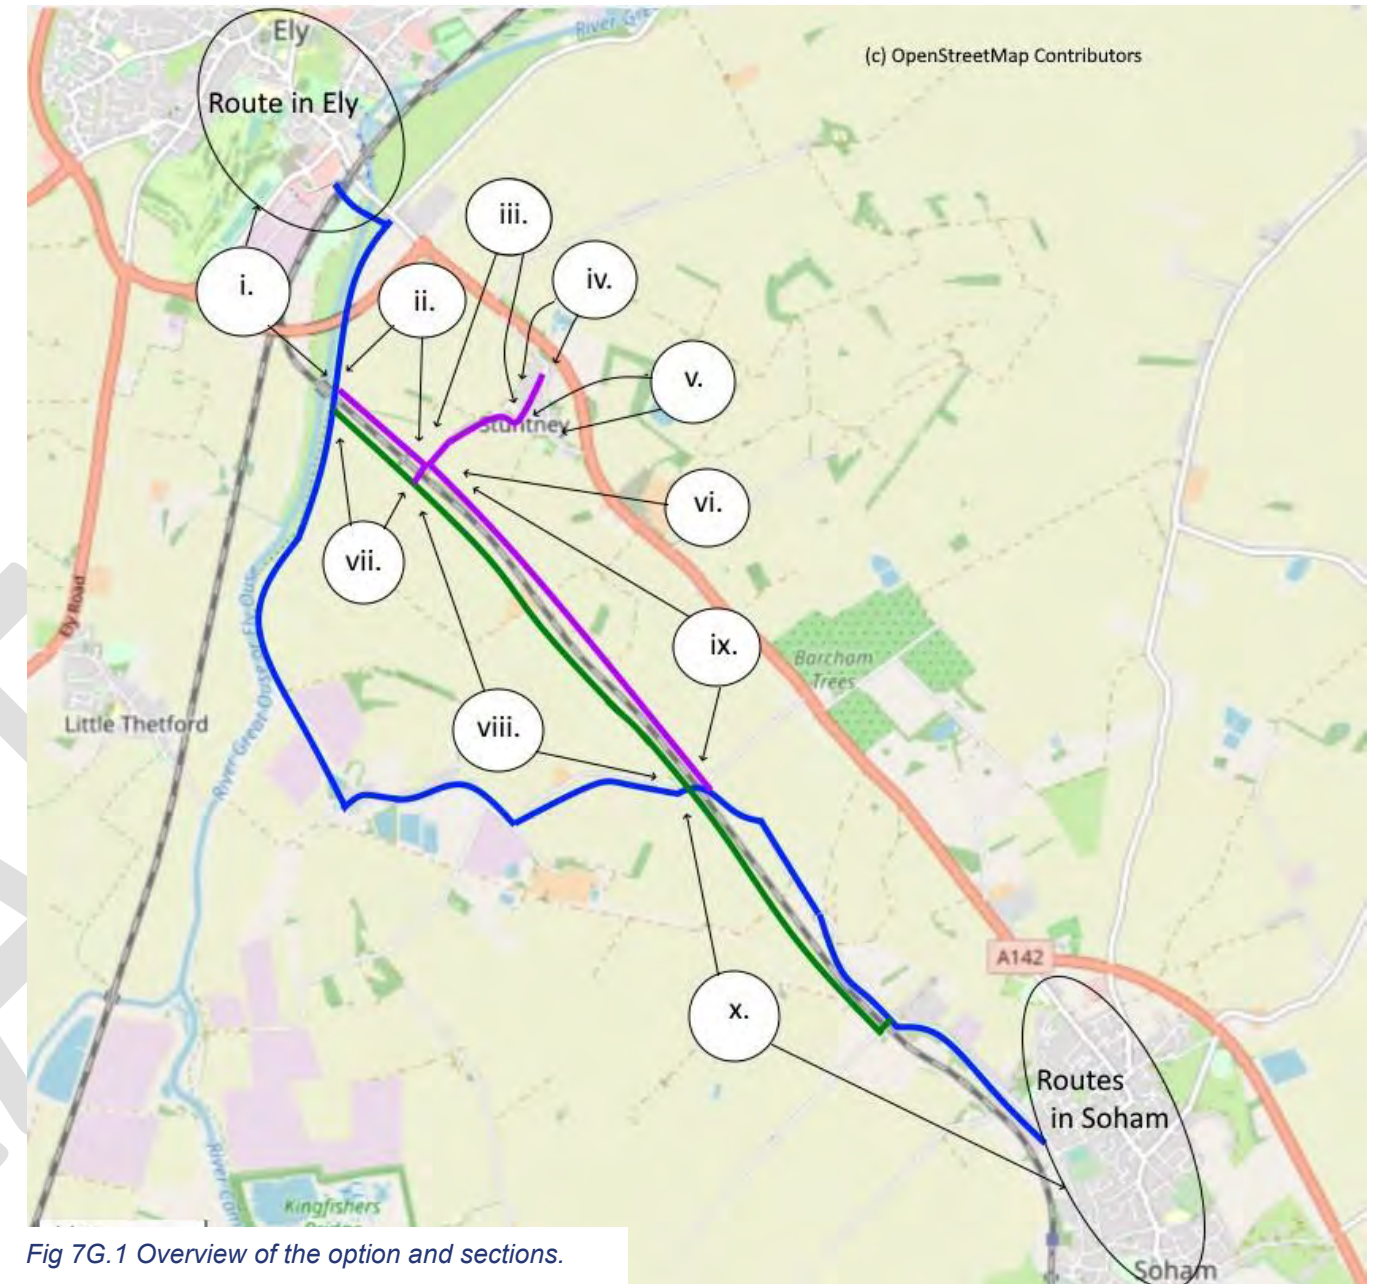 Ely
River Gre
(c) OpenStreetMap Contributors
Route in Ely
iii.
iv.
i.
ii.
v.
Stuntney
vi.
vii.
Ely Road
ix.
Barcham
Trees
River Great Ouse or Ely Ouse
Little Thetford
viii.
A142
x.
Routes
in Soham
River Cam
Kingfishers
Soham
Fig 7G.1 Overview of the option and sections.